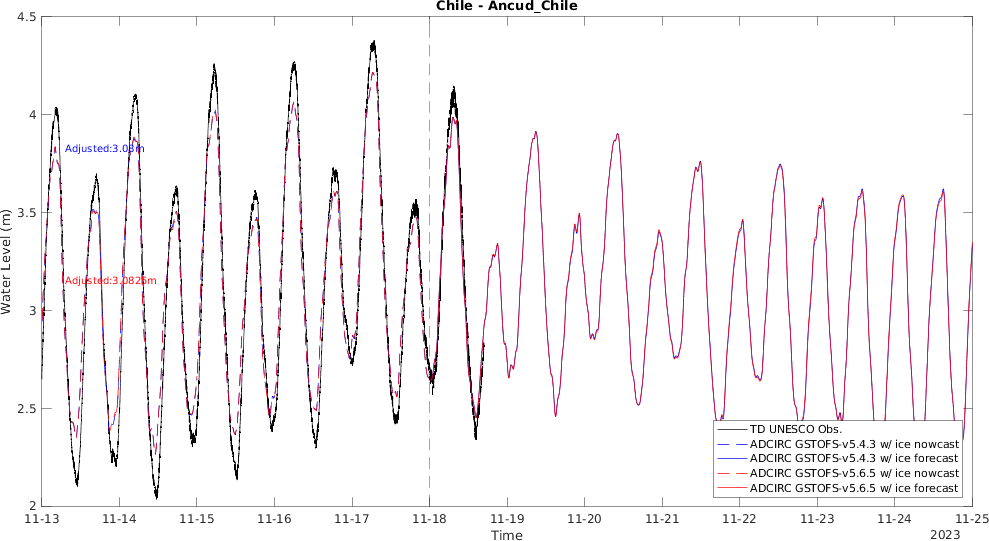 Chile - Ancud_Chile
4.5
4
3.5
3
2.5
2
Water Level (m)
Adjusted:3.03m
Adjusted:3.0825m
TD UNESCO Obs.
ADCIRC GSTOFS-v5.4.3 w/ ice nowcast
ADCIRC GSTOFS-v5.4.3 w/ ice forecast
ADCIRC GSTOFS-v5.6.5 w/ ice nowcast
ADCIRC GSTOFS-v5.6.5 w/ ice forecast
11-13 11-14 11-15 11-16 11-17 11-18 11-19 11-20 11-21 11-22 11-23 11-24 11-25
Time
2023